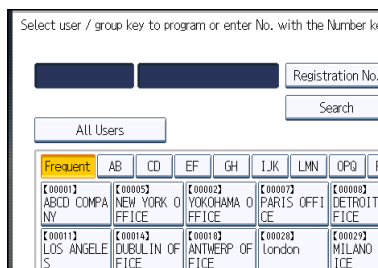 Select user / group key to program or enter No. with the Number
Registration No.
Search
All Users
Frequent AB CD EF GH IJK LMN OPQ
[00001] [00005] [00002] [00007] [00008]
ABCD COMPA NEW YORK O YOKOHAMA O PARIS OFFI DETROIT
NY FFICE FFICE CE FICE
[00011] [00014] [00018] [00028] [00029]
LOS ANGELE DUBULIN OF ANTWERP OF london MILANO
S FICE FICE ICE